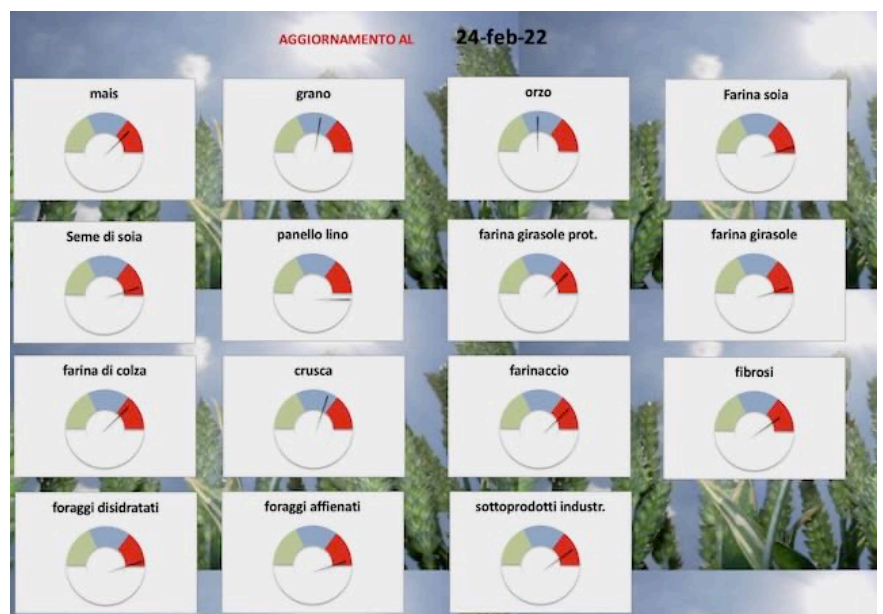 AGGIORNAMENTO AL 24-feb-22
mais
grano
orzo
Farina soia
Seme di soia
panello lino
farina girasole prot.
farina girasole
farina di colza
crusca
farinaccio
fibrosi
foraggi disidratati
foraggi affienati
sottoprodotti industr.